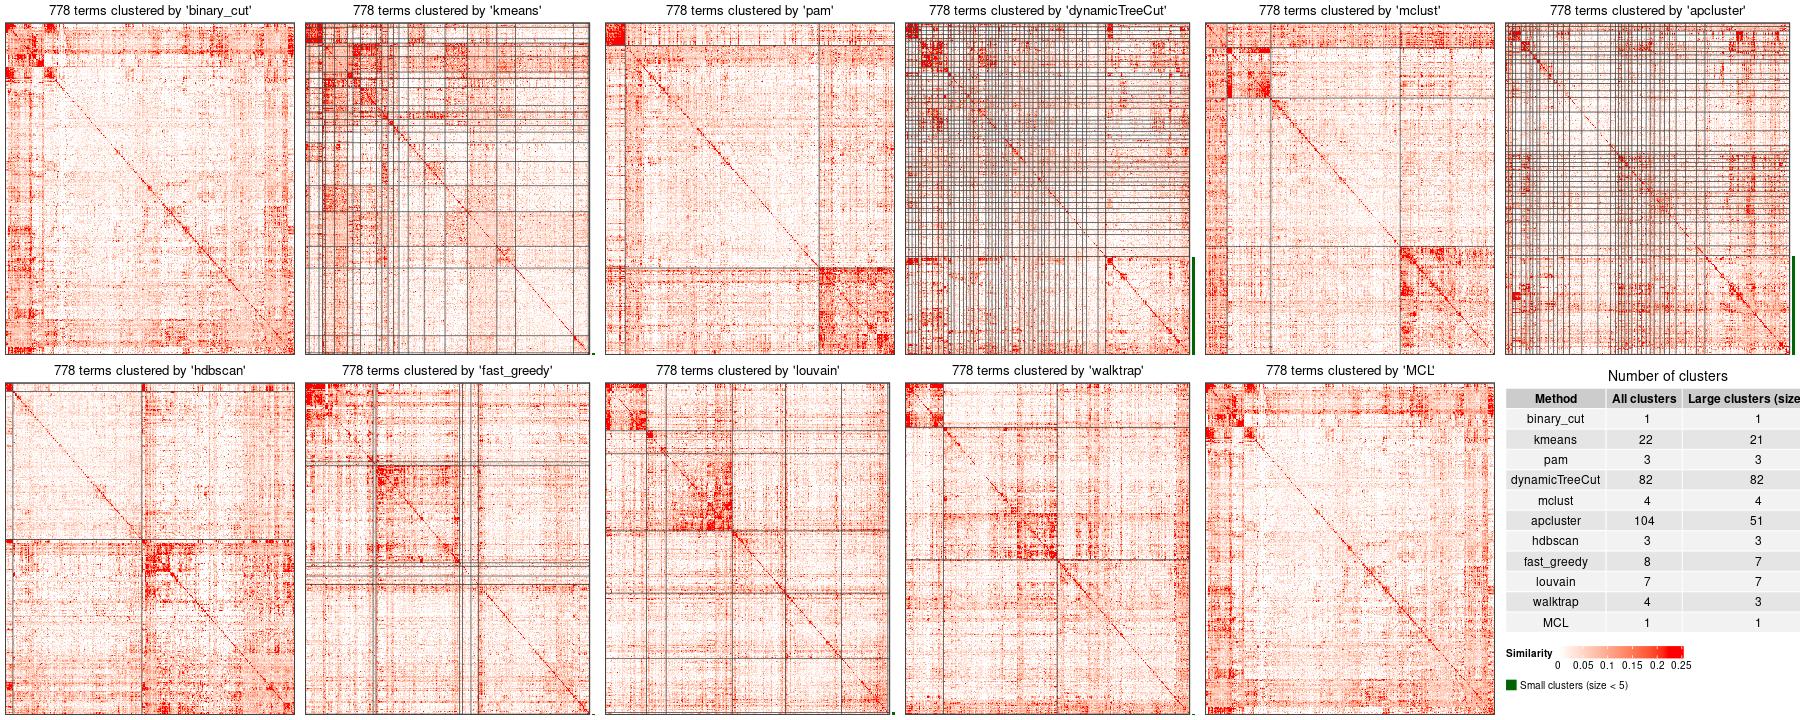 778 terms clustered by 'binary_cut'
778 terms clustered by 'kmeans'
778 terms clustered by 'pam'
778 terms clustered by 'dynamicTreeCut'
778 terms clustered by 'mclust'
778 terms clustered by 'apcluster'
778 terms clustered by 'hdbscan'
778 terms clustered by 'fast_greedy'
778 terms clustered by 'louvain'
778 terms clustered by 'walktrap'
778 terms clustered by 'MCL'
Number of clusters
Method All clusters Large clusters (size
binary_cut 1 1
kmeans 22 21
pam 3 3
dynamicTreeCut 82 82
mclust 4 4
apcluster 104 51
hdbscan 3 3
fast_greedy 8 7
louvain 7 7
walktrap 4 3
MCL 1 1
Similarity
0 0.05 0.1 0.15 0.2 0.25
Small clusters (size < 5)